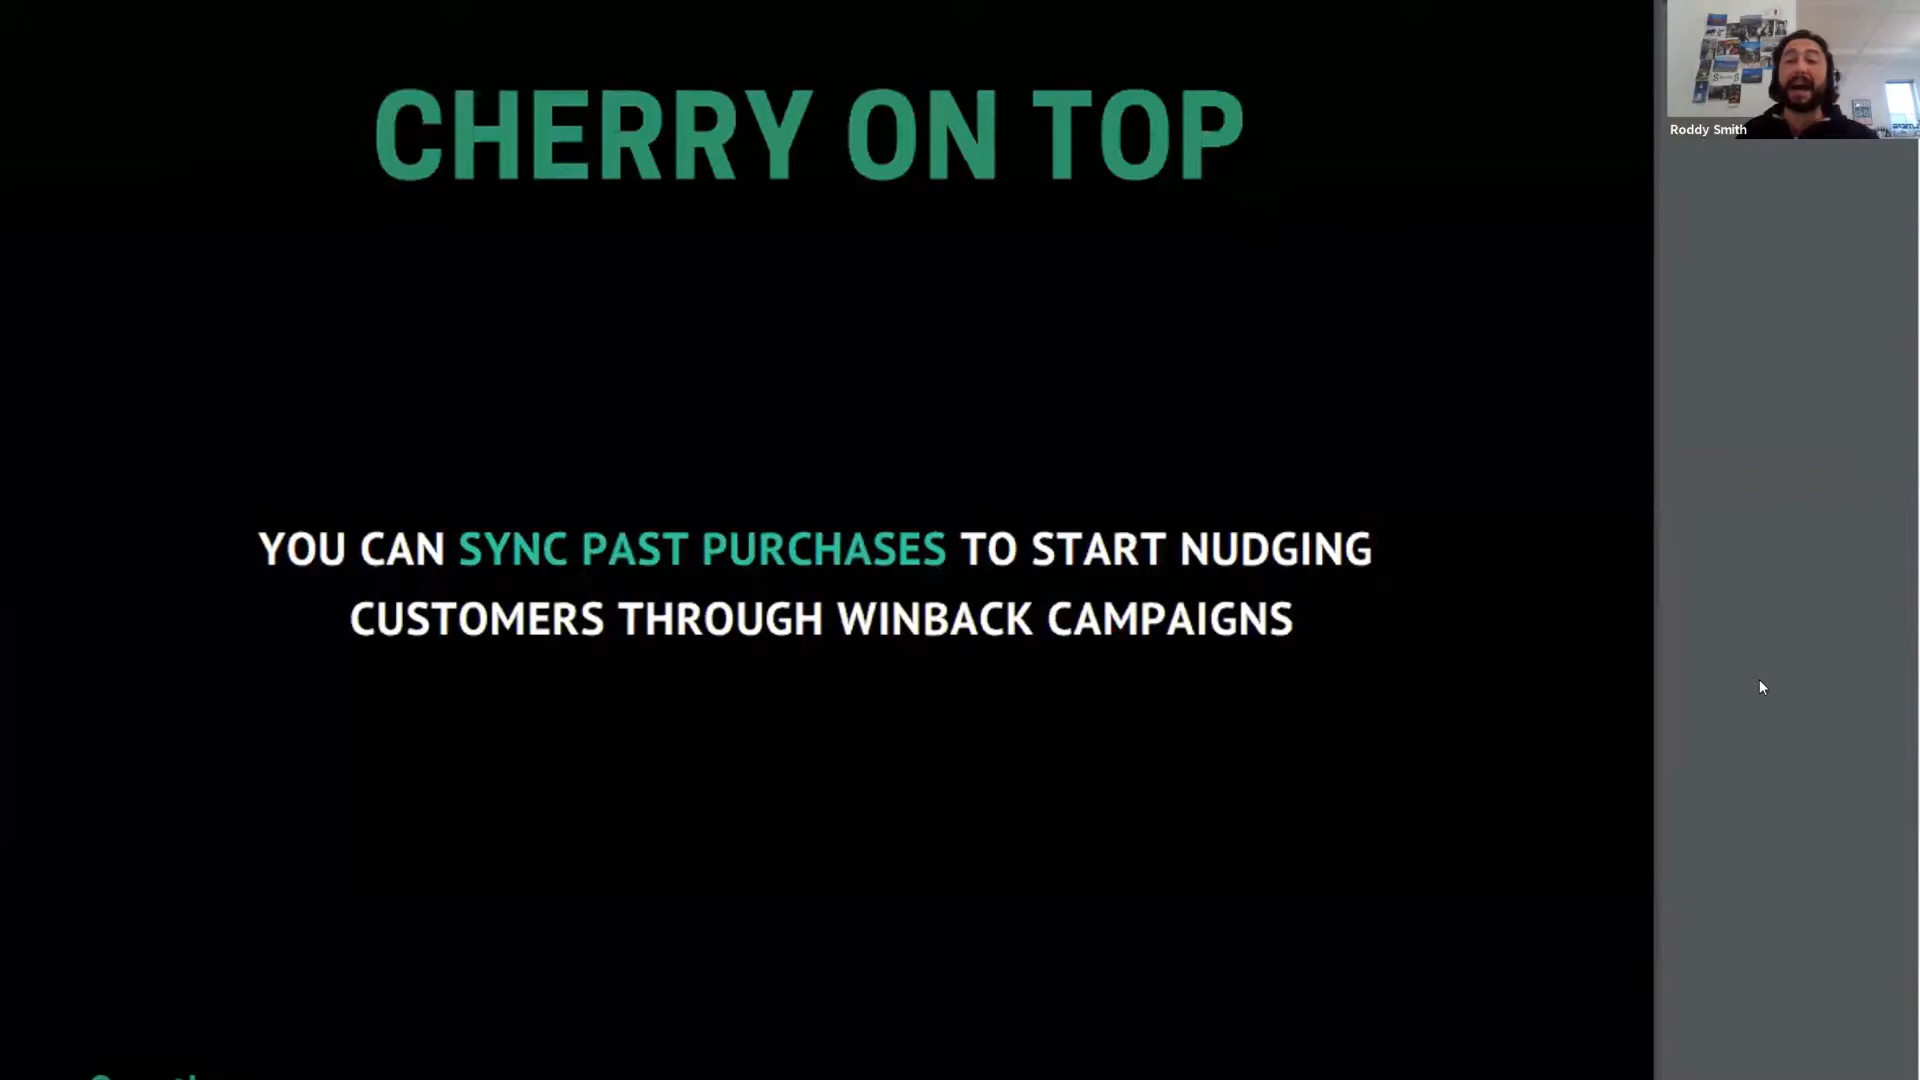 CHERRY ON TOP
Roddy Smith
YOU CAN SYNC PAST PURCHASES TO START NUDGING
CUSTOMERS THROUGH WINBACK CAMPAIGNS